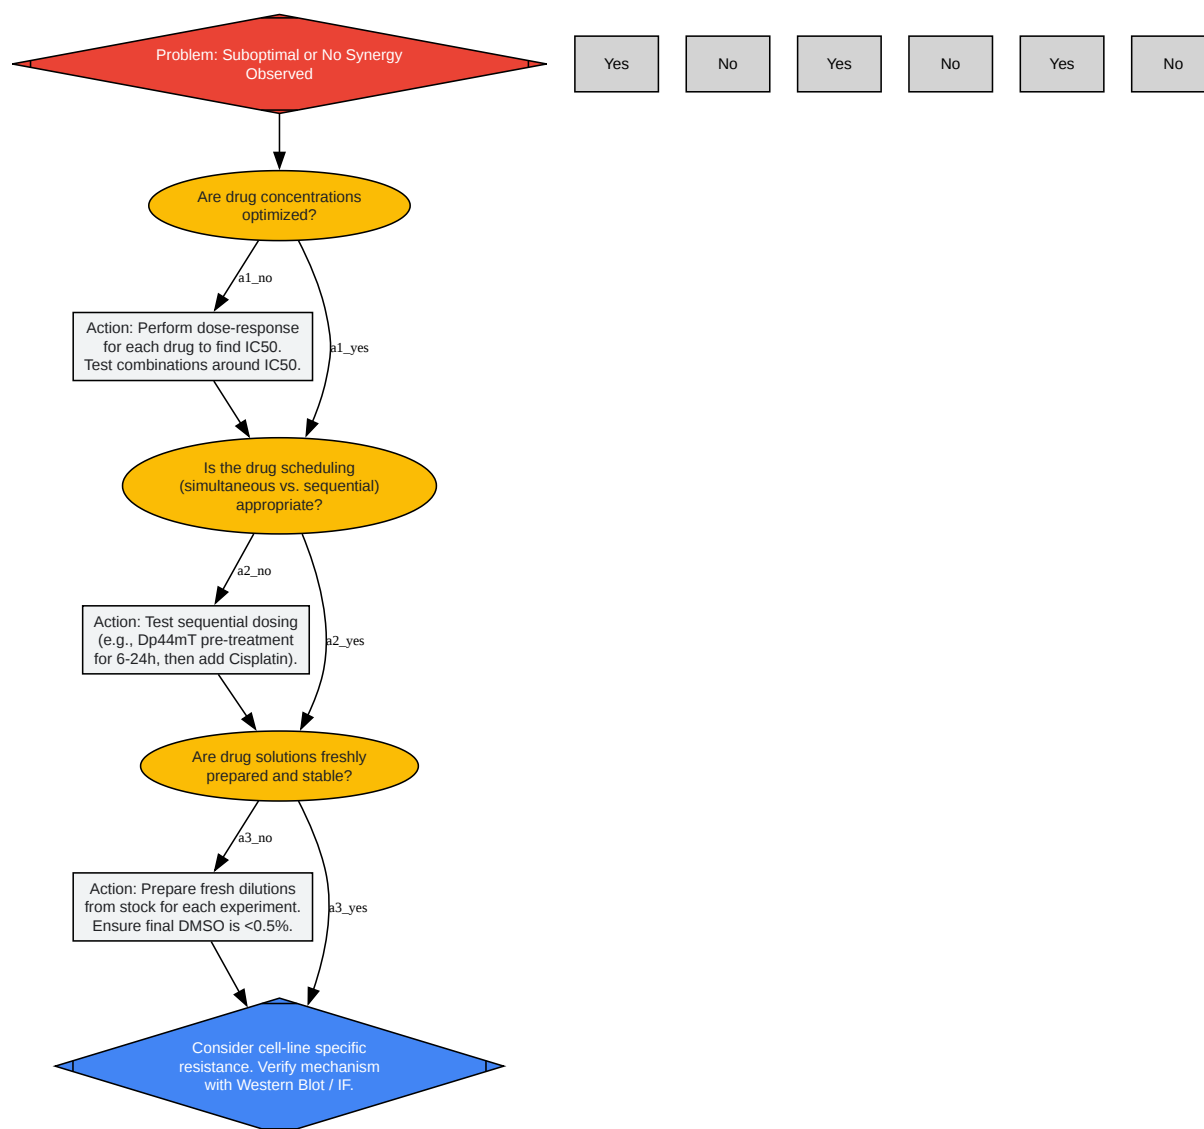 Problem: Suboptimal or No Synergy
Observed
Yes
No
Yes
No
Yes
No
Are drug concentrations
optimized?
a1_no
Action: Perform dose-response
for each drug to find IC50.
Test combinations around IC50.
a1_yes
Is the drug scheduling
(simultaneous vs. sequential)
appropriate?
a2_no
Action: Test sequential dosing
(e.g., Dp44mT pre-treatment
for 6-24h, then add Cisplatin).
a2_yes
Are drug solutions freshly
prepared and stable?
a3_no
Action: Prepare fresh dilutions
from stock for each experiment.
Ensure final DMSO is <0.5%.
a3_yes
Consider cell-line specific
resistance. Verify mechanism
with Western Blot / IF.